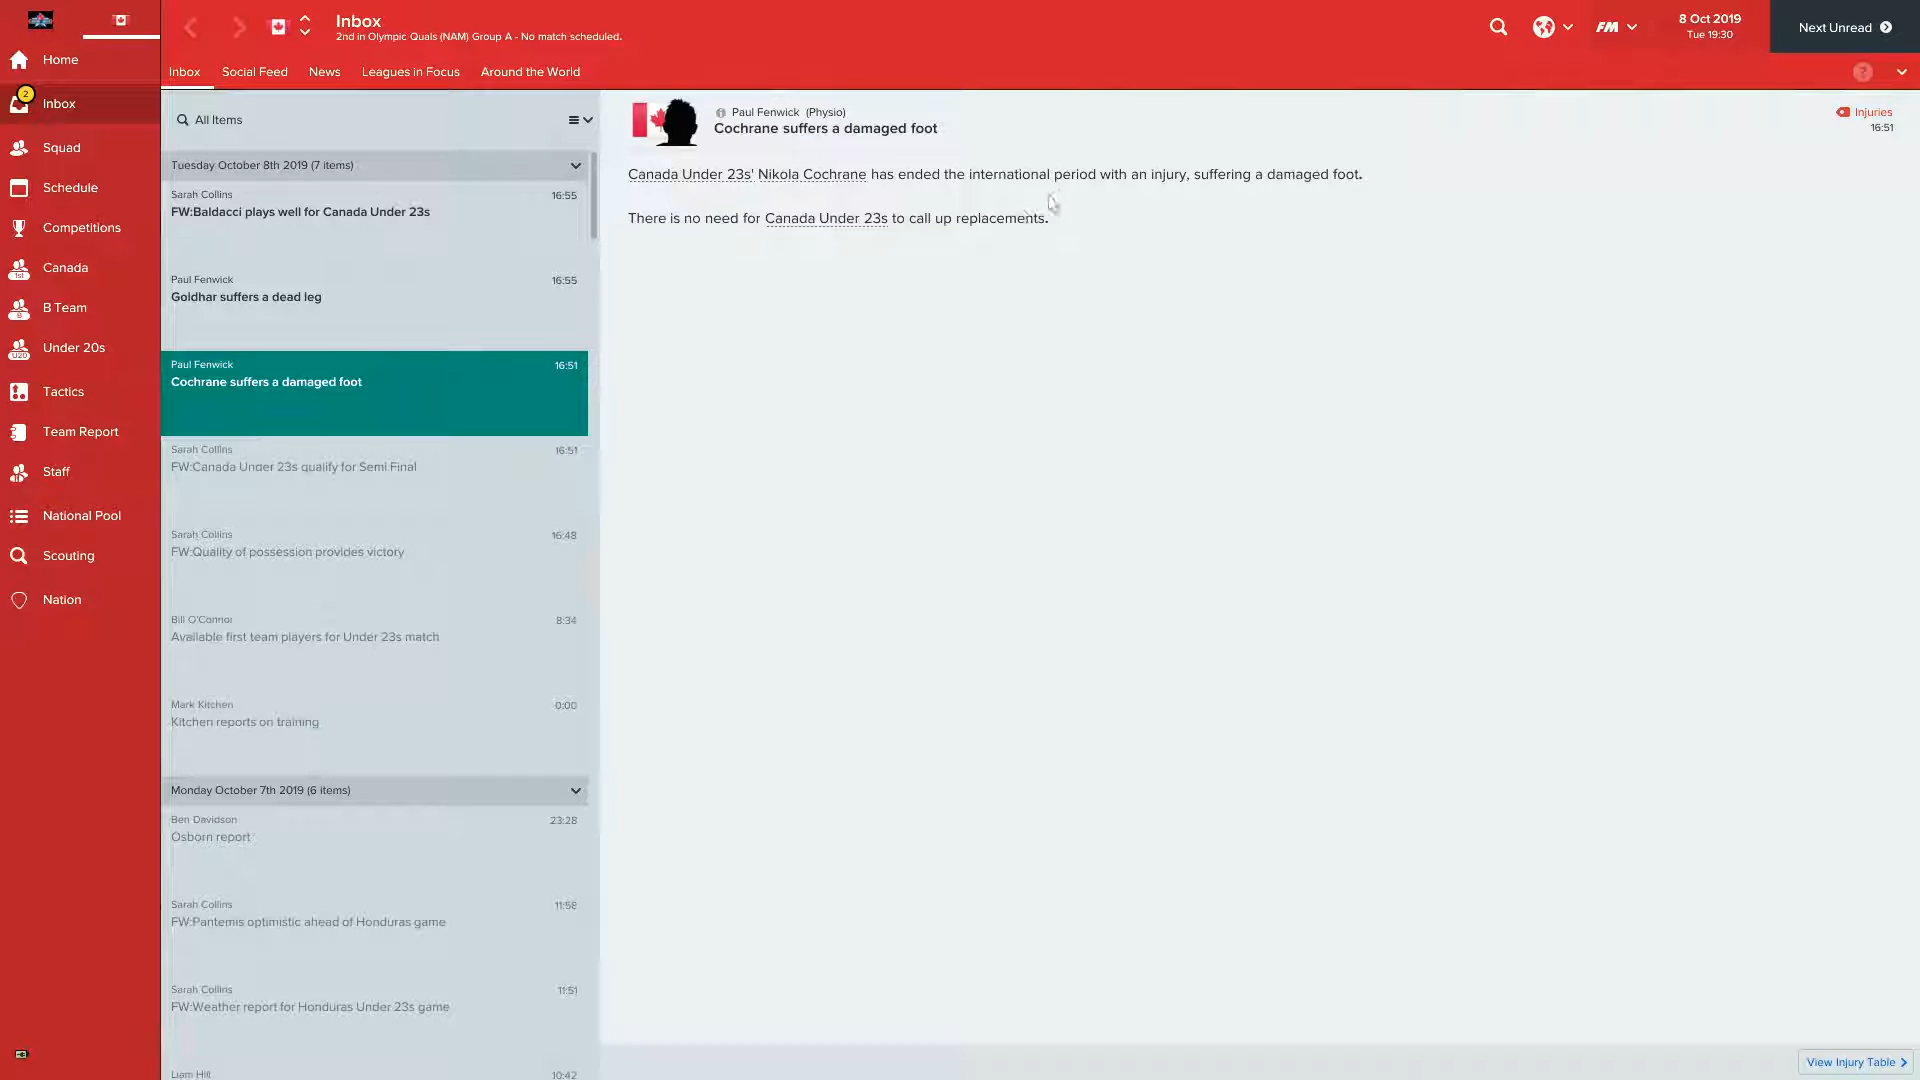 Inbox
2nd in Olympic Quals (NAM) Group A - No match scheduled.
FM
8 Oct 2019
Tue 19:30
Next Unread
Inbox
Social Feed
News
Leagues in Focus
Around the World
?
Home
2
Inbox
Squad
Schedule
Competitions
1st
Canada
B
B Team
U20
Under 20s
Tactics
Team Report
Staff
National Pool
Scouting
Nation
All Items
Tuesday October 8th 2019 (7 items)
Sarah Collins 16:55
FW:Baldacci plays well for Canada Under 23s
Paul Fenwick 16:55
Goldhar suffers a dead leg
Paul Fenwick 16:51
Cochrane suffers a damaged foot
Sarah Collins 16:51
FW:Canada Under 23s qualify for Semi Final
Sarah Collins 16:48
FW:Quality of possession provides victory
Bill O'Connor 8:34
Available first team players for Under 23s match
Mark Kitchen 0:00
Kitchen reports on training
Monday October 7th 2019 (6 items)
Ben Davidson 23:28
Osborn report
Sarah Collins 11:58
FW:Pantemis optimistic ahead of Honduras game
Sarah Collins 11:51
FW:Weather report for Honduras Under 23s game
Liam Hill 10:42
Paul Fenwick (Physio)
Cochrane suffers a damaged foot
Injuries
16:51
Canada Under 23s' Nikola Cochrane has ended the international period with an injury, suffering a damaged foot.
There is no need for Canada Under 23s to call up replacements.
View Injury Table